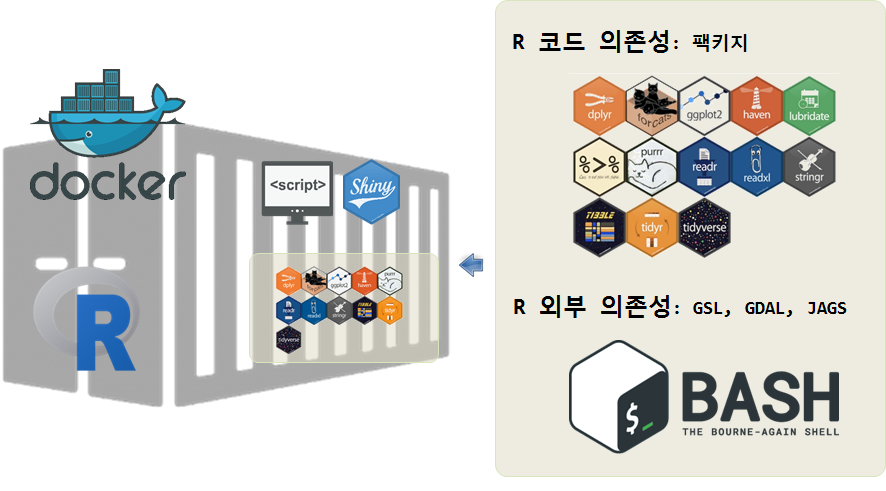 docker
R
<script>
Shiny
dplyr
ggplot2
haven
purrr
readr
readxl
stringr
TIBBLE
tidyr
tidyverse
R 코드 의존성: 팩키지
dplyr
forcats
ggplot2
haven
lubridate
%>%
purrr
readr
readxl
stringr
TIBBLE
tidyr
tidyverse
R 외부 의존성: GSL, GDAL, JAGS
$_
BASH
THE BOURNE-AGAIN SHELL